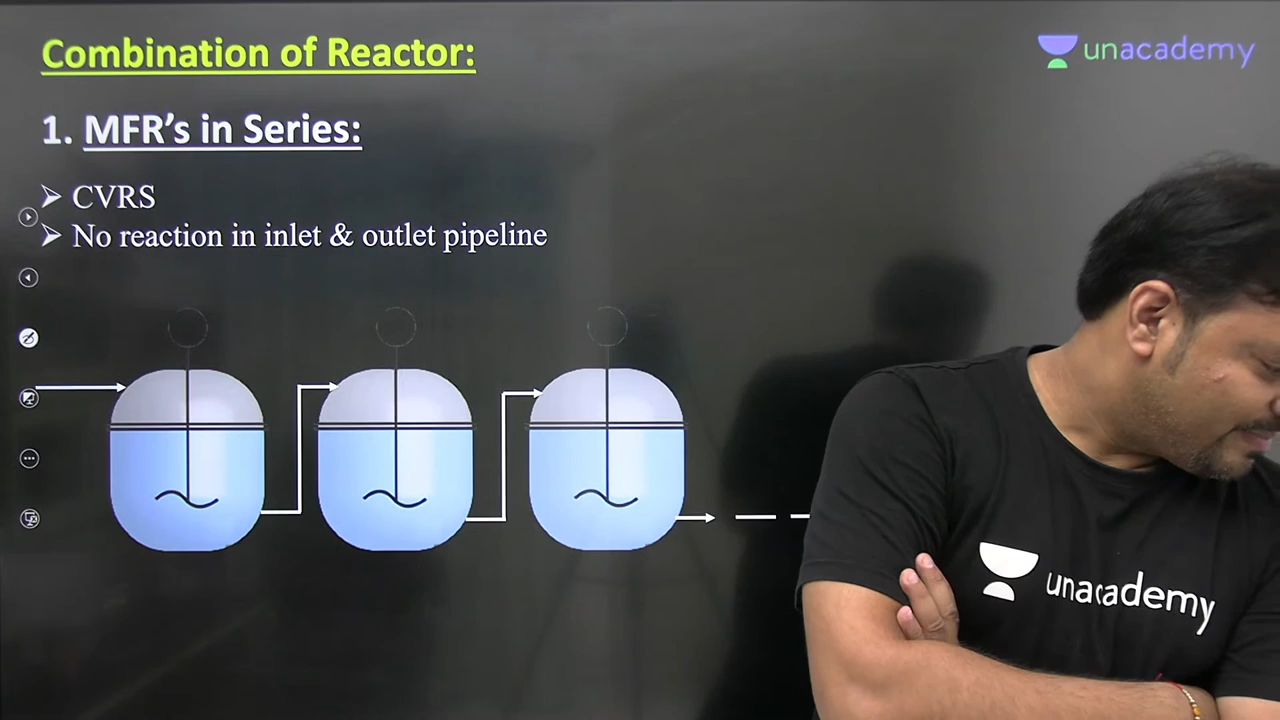 Combination of Reactor:
unacademy
1. MFR's in Series:
➢ CVRS
➢ No reaction in inlet & outlet pipeline
unacademy